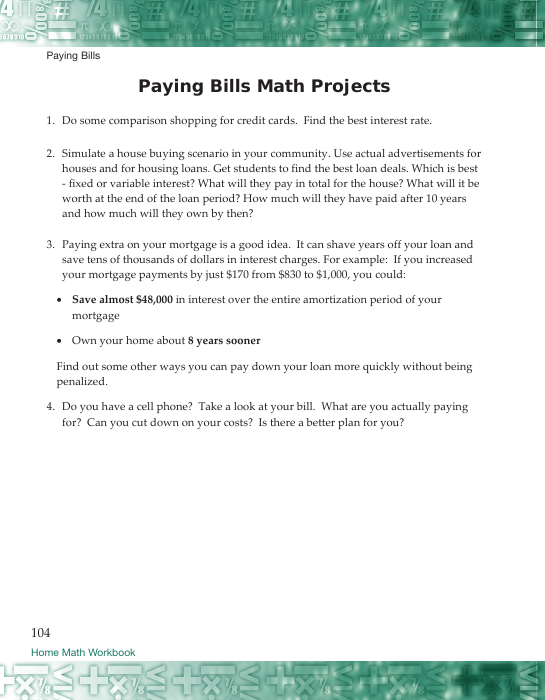 Paying Bills
Paying Bills Math Projects
1. Do some comparison shopping for credit cards.  Find the best interest rate.
2. Simulate a house buying scenario in your community. Use actual advertisements for
houses and for housing loans. Get students to find the best loan deals. Which is best
- fixed or variable interest? What will they pay in total for the house? What will it be
worth at the end of the loan period? How much will they have paid after 10 years
and how much will they own by then?
3. Paying extra on your mortgage is a good idea.  It can shave years off your loan and
save tens of thousands of dollars in interest charges. For example:  If you increased
your mortgage payments by just $170 from $830 to $1,000, you could:
• Save almost $48,000 in interest over the entire amortization period of your
mortgage
• Own your home about 8 years sooner
Find out some other ways you can pay down your loan more quickly without being
penalized.
4. Do you have a cell phone?  Take a look at your bill.  What are you actually paying
for?  Can you cut down on your costs?  Is there a better plan for you?
104
Home Math Workbook